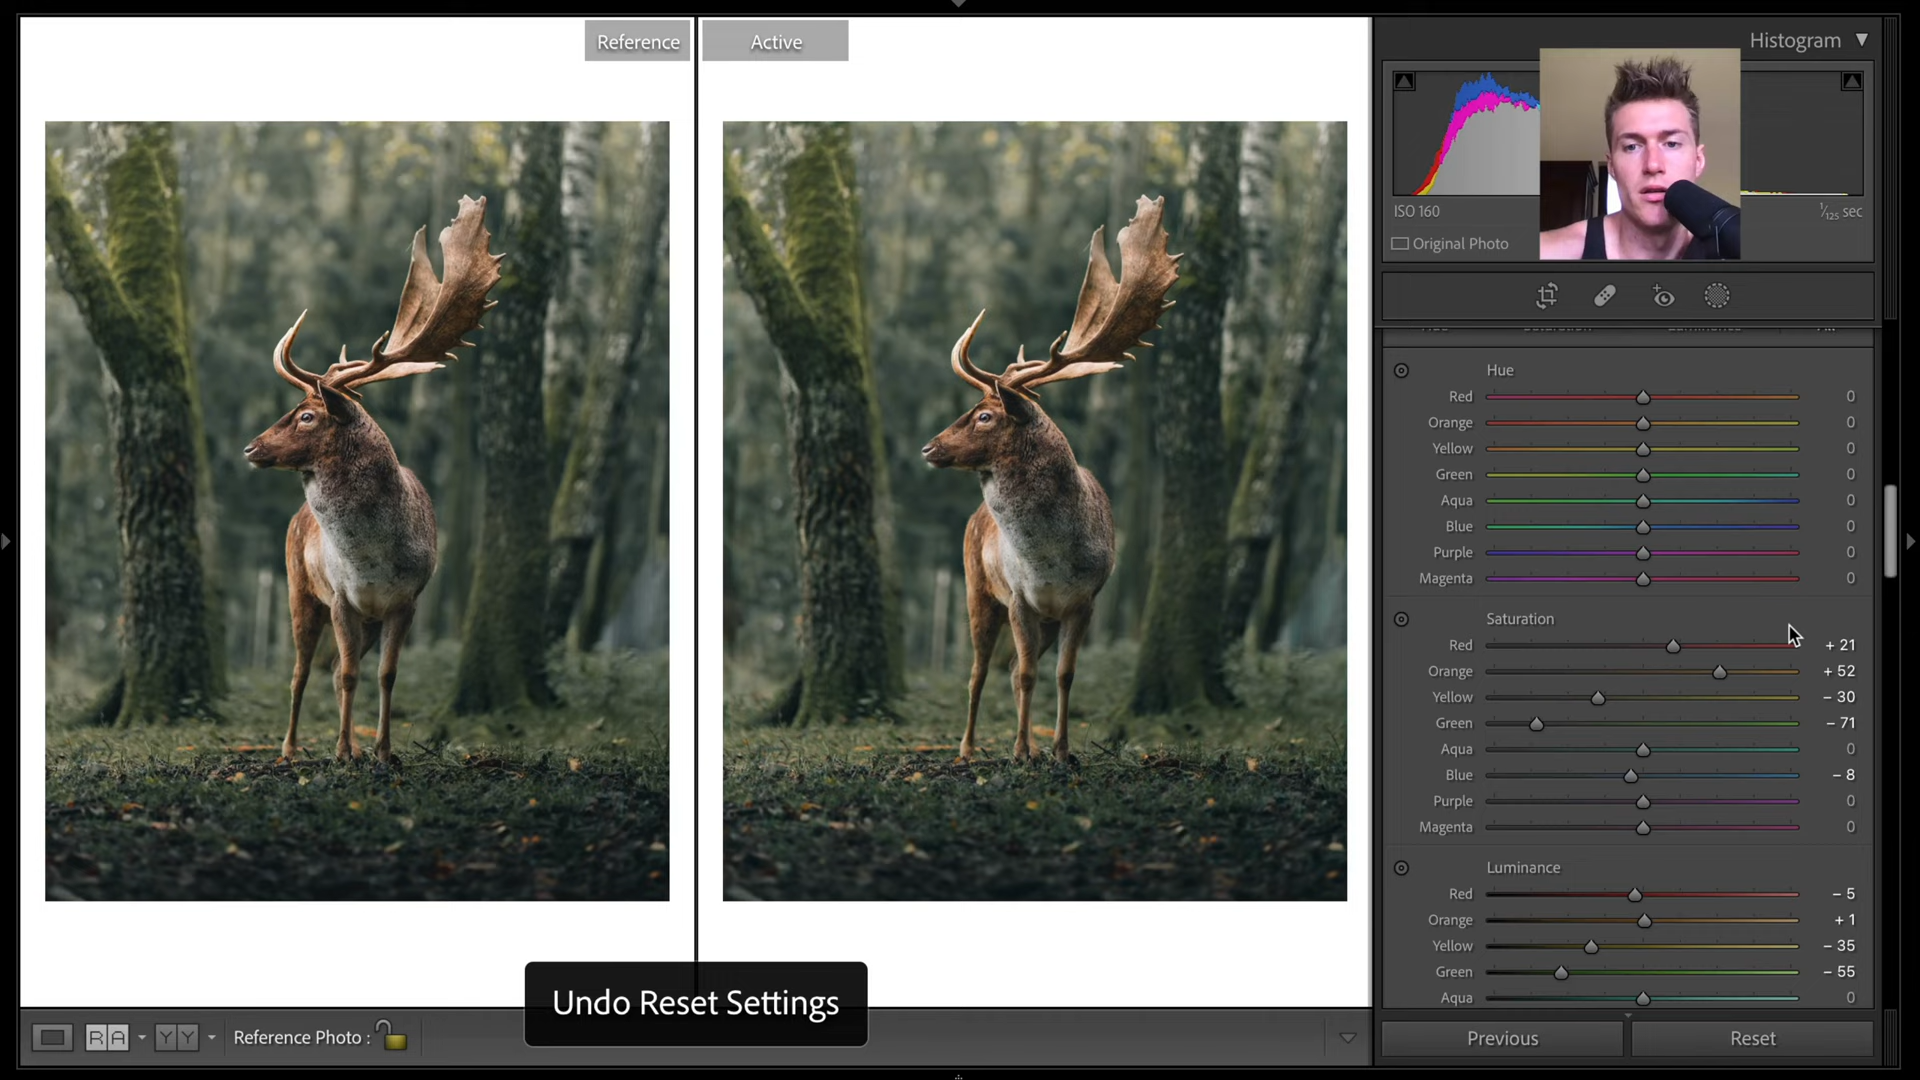 Reference
Active
Histogram
ISO 160
1/125 sec
Original Photo
Hue
Red 0
Orange 0
Yellow 0
Green 0
Aqua 0
Blue 0
Purple 0
Magenta 0
Saturation
Red + 21
Orange + 52
Yellow − 30
Green − 71
Aqua 0
Blue − 8
Purple 0
Magenta 0
Luminance
Red − 5
Orange + 1
Yellow − 35
Green − 55
Aqua 0
Undo Reset Settings
R A
Y Y
Reference Photo :
Previous
Reset